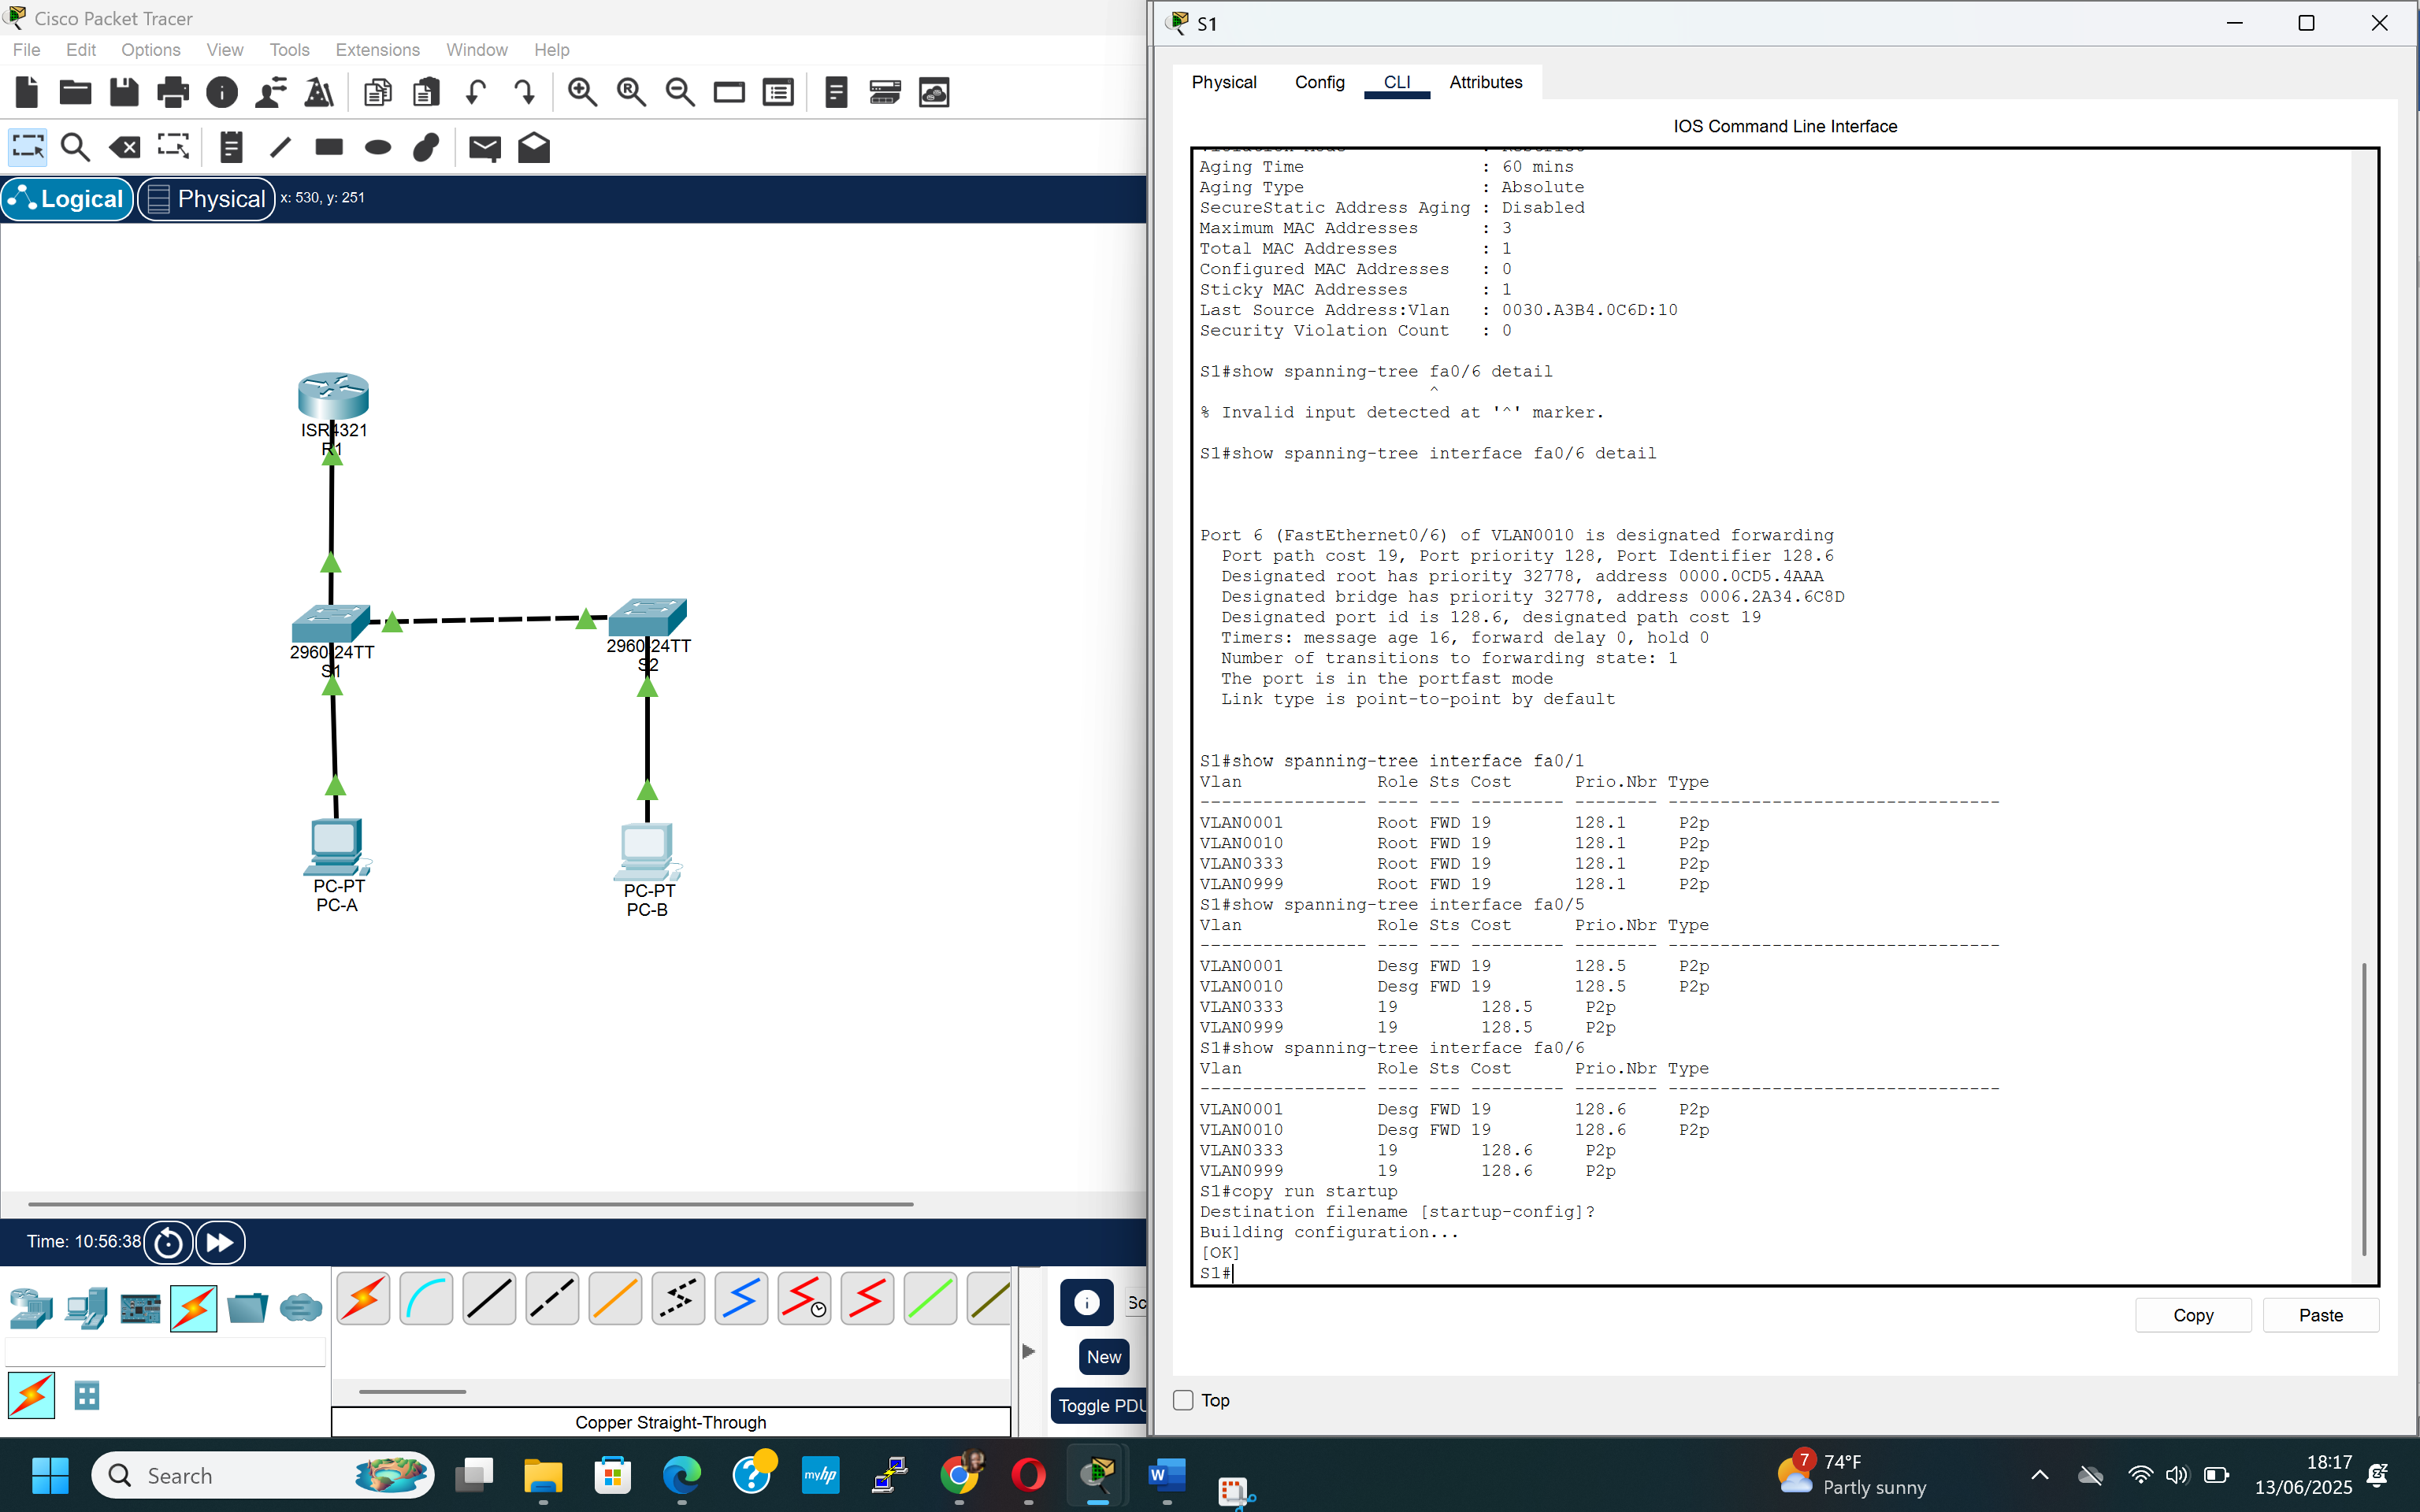 Cisco Packet Tracer
File Edit Options View Tools Extensions Window Help
Logical Physical x: 530, y: 251
ISR4321
R1
2960-24TT
S1
2960-24TT
S2
PC-PT
PC-A
PC-PT
PC-B
Time: 10:56:38
Copper Straight-Through
New
Toggle PDU
S1
Physical Config CLI Attributes
IOS Command Line Interface
Aging Time : 60 mins
Aging Type : Absolute
SecureStatic Address Aging : Disabled
Maximum MAC Addresses : 3
Total MAC Addresses : 1
Configured MAC Addresses : 0
Sticky MAC Addresses : 1
Last Source Address:Vlan : 0030.A3B4.0C6D:10
Security Violation Count : 0
S1#show spanning-tree fa0/6 detail
^
% Invalid input detected at '^' marker.
S1#show spanning-tree interface fa0/6 detail
Port 6 (FastEthernet0/6) of VLAN0010 is designated forwarding
Port path cost 19, Port priority 128, Port Identifier 128.6
Designated root has priority 32778, address 0000.0CD5.4AAA
Designated bridge has priority 32778, address 0006.2A34.6C8D
Designated port id is 128.6, designated path cost 19
Timers: message age 16, forward delay 0, hold 0
Number of transitions to forwarding state: 1
The port is in the portfast mode
Link type is point-to-point by default
S1#show spanning-tree interface fa0/1
Vlan Role Sts Cost Prio.Nbr Type
---------------- ---- --- --------- -------- --------------------------------
VLAN0001 Root FWD 19 128.1 P2p
VLAN0010 Root FWD 19 128.1 P2p
VLAN0333 Root FWD 19 128.1 P2p
VLAN0999 Root FWD 19 128.1 P2p
S1#show spanning-tree interface fa0/5
Vlan Role Sts Cost Prio.Nbr Type
---------------- ---- --- --------- -------- --------------------------------
VLAN0001 Desg FWD 19 128.5 P2p
VLAN0010 Desg FWD 19 128.5 P2p
VLAN0333 19 128.5 P2p
VLAN0999 19 128.5 P2p
S1#show spanning-tree interface fa0/6
Vlan Role Sts Cost Prio.Nbr Type
---------------- ---- --- --------- -------- --------------------------------
VLAN0001 Desg FWD 19 128.6 P2p
VLAN0010 Desg FWD 19 128.6 P2p
VLAN0333 19 128.6 P2p
VLAN0999 19 128.6 P2p
S1#copy run startup
Destination filename [startup-config]?
Building configuration...
[OK]
S1#
Copy Paste
Top
Search
myhp
7
74°F
Partly sunny
18:17
13/06/2025